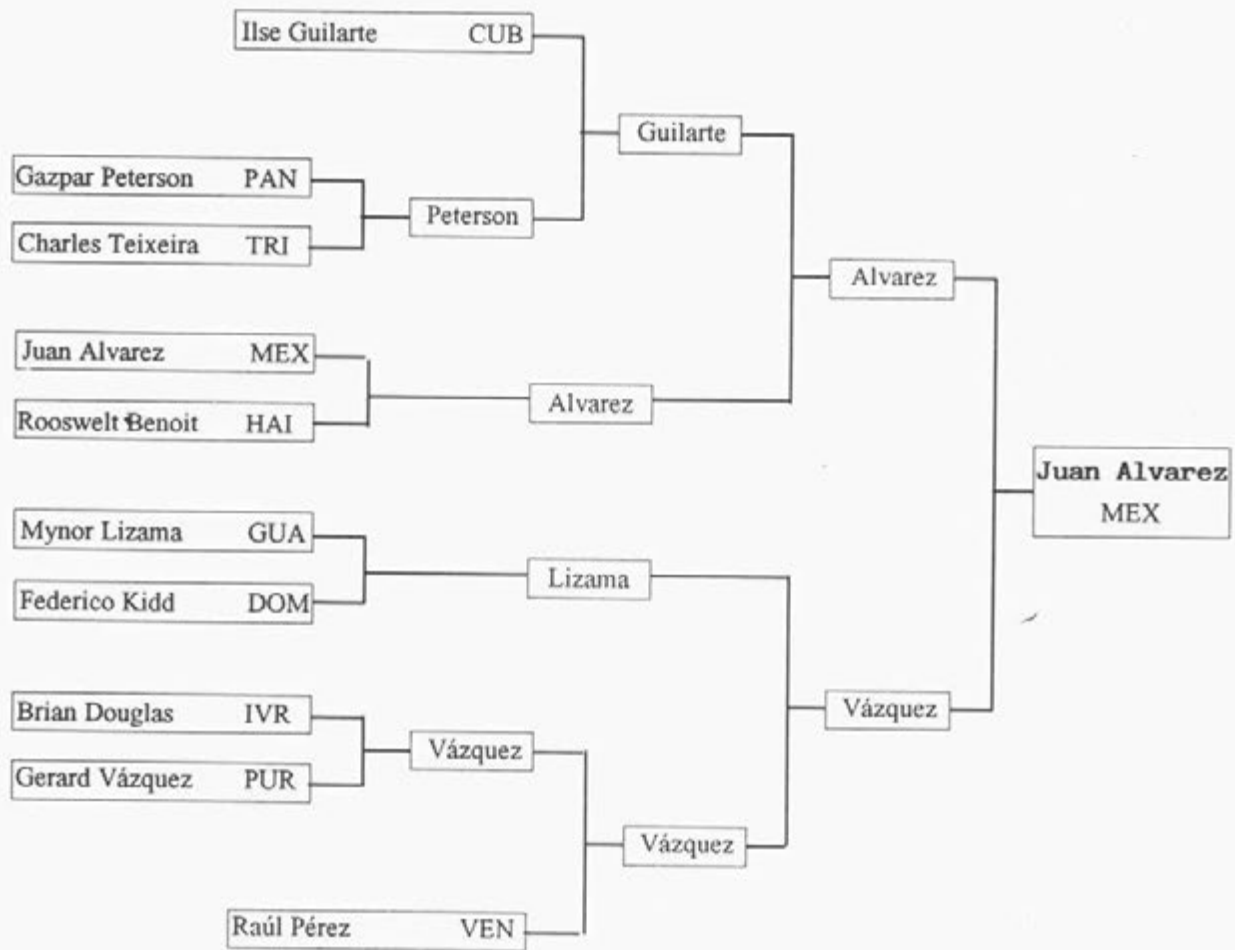 Ilse Guilarte CUB
Guilarte
Gazpar Peterson PAN
Peterson
Charles Teixeira TRI
Alvarez
Juan Alvarez MEX
Alvarez
Rooswelt Benoit HAI
Juan Alvarez
MEX
Mynor Lizama GUA
Lizama
Federico Kidd DOM
Brian Douglas IVR
Vázquez
Vázquez
Gerard Vázquez PUR
Vázquez
Raúl Pérez VEN